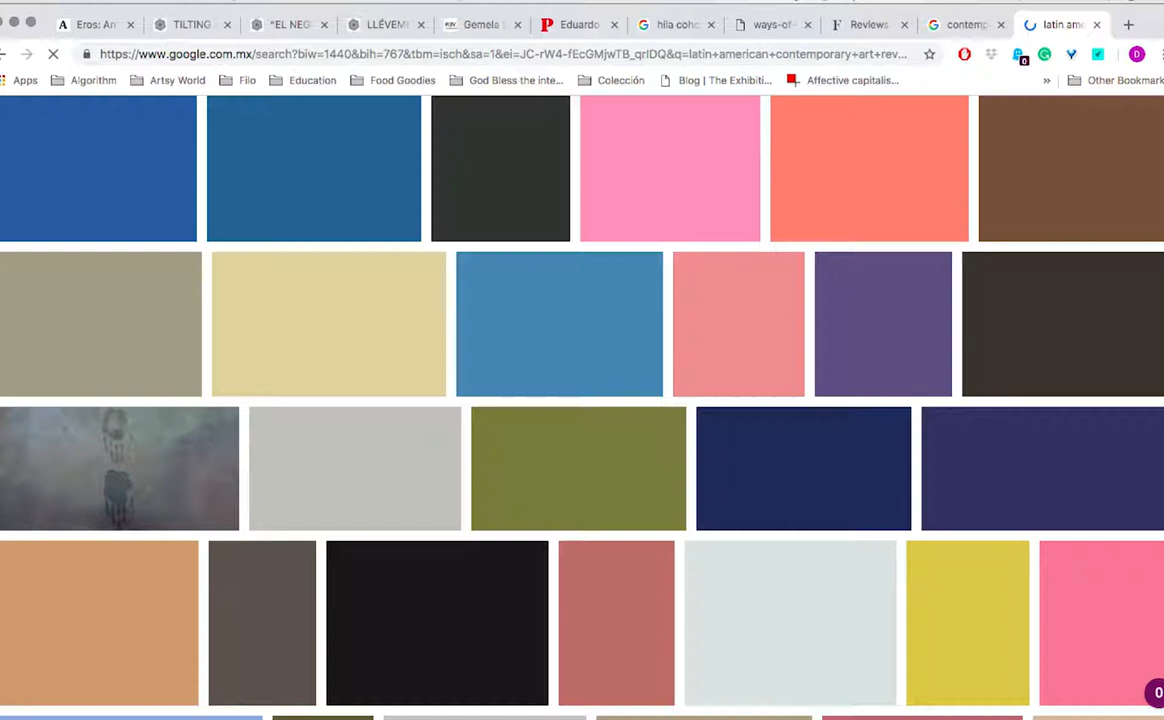 Eros: An TILTING "EL NEG LLÉVEME Gemela Eduardo hila cohe ways-of- Reviews contemp latin ame
https://www.google.com.mx/search?biw=1440&bih=767&tbm=isch&sa=1&ei=JC-rW4-fEcGMjwTB_qrIDQ&q=latin+american+contemporary+art+rev...
Apps Algorithm Artsy World Filo Education Food Goodies God Bless the inte... Colección Blog | The Exhibiti... Affective capitalis... » Other Bookmark
0